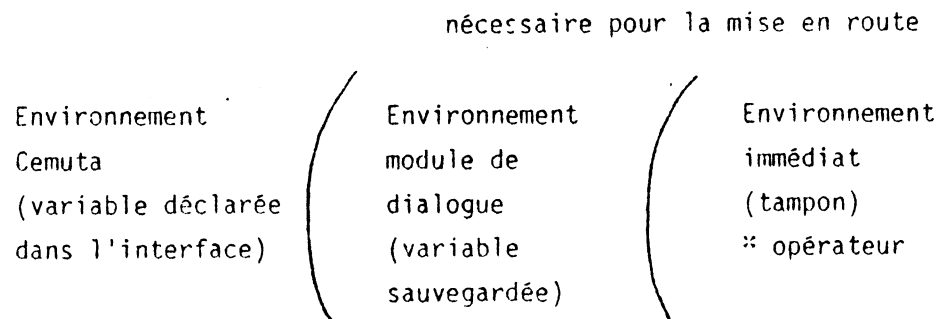 nécessaire pour la mise en route
Environnement
Cemuta
(variable déclarée
dans l'interface)
Environnement
module de
dialogue
(variable
sauvegardée)
Environnement
immédiat
(tampon)
* opérateur